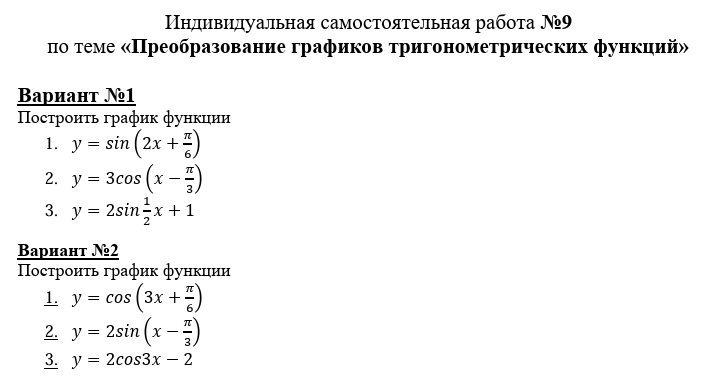 Индивидуальная самостоятельная работа №9
по теме «Преобразование графиков тригонометрических функций»
Вариант №1
Построить график функции
1. y = sin(2x + π/6)
2. y = 3cos(x − π/3)
3. y = 2sin 1/2 x + 1
Вариант №2
Построить график функции
1. y = cos(3x + π/6)
2. y = 2sin(x − π/3)
3. y = 2cos3x − 2